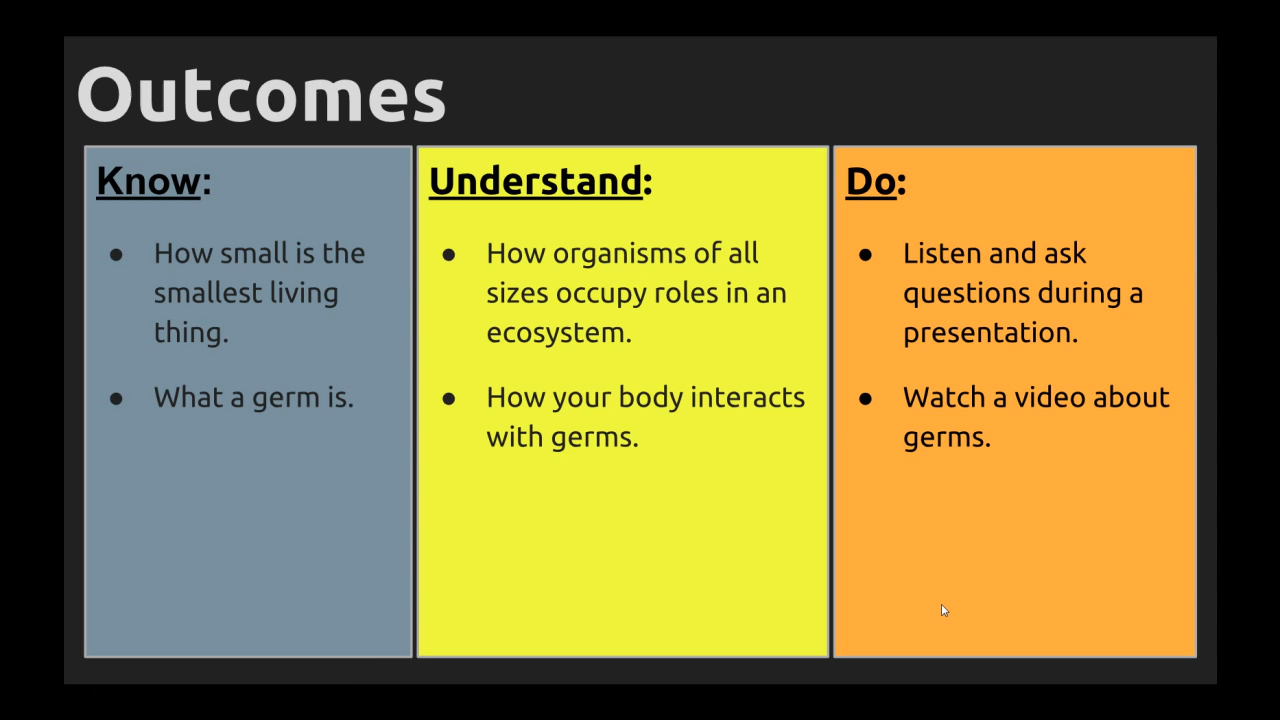 Outcomes
Know:
● How small is the
smallest living
thing.
● What a germ is.
Understand:
● How organisms of all
sizes occupy roles in an
ecosystem.
● How your body interacts
with germs.
Do:
● Listen and ask
questions during a
presentation.
● Watch a video about
germs.